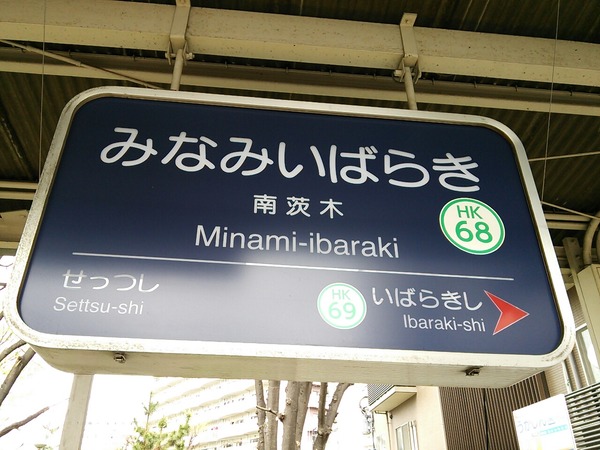 みなみいばらき
南茨木
HK
68
Minami-ibaraki
せっつし
Settsu-shi
HK
69
いばらきし
Ibaraki-shi